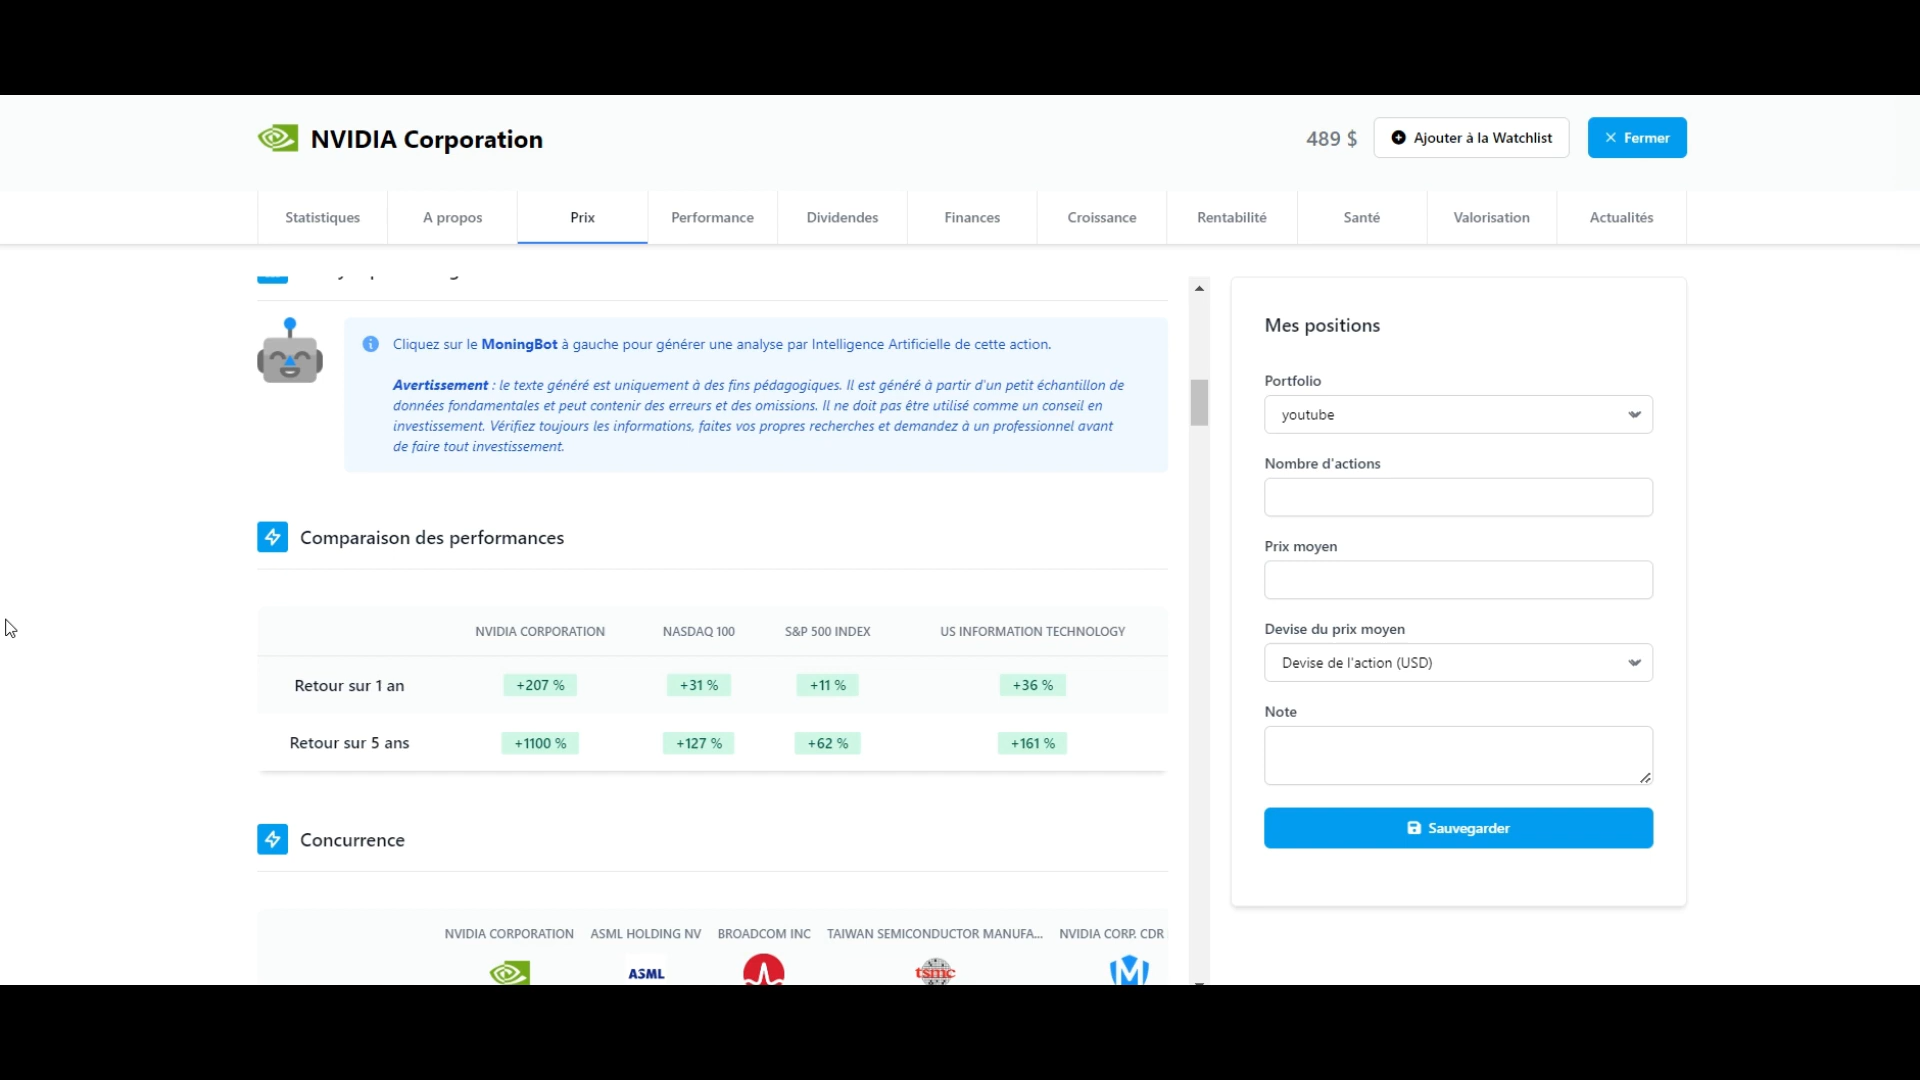 NVIDIA Corporation
489 $
Ajouter à la Watchlist
Fermer
Statistiques
A propos
Prix
Performance
Dividendes
Finances
Croissance
Rentabilité
Santé
Valorisation
Actualités
Cliquez sur le MoningBot à gauche pour générer une analyse par Intelligence Artificielle de cette action.
Avertissement : le texte généré est uniquement à des fins pédagogiques. Il est généré à partir d'un petit échantillon de
données fondamentales et peut contenir des erreurs et des omissions. Il ne doit pas être utilisé comme un conseil en
investissement. Vérifiez toujours les informations, faites vos propres recherches et demandez à un professionnel avant
de faire tout investissement.
Comparaison des performances
NVIDIA CORPORATION NASDAQ 100 S&P 500 INDEX US INFORMATION TECHNOLOGY
Retour sur 1 an +207 % +31 % +11 % +36 %
Retour sur 5 ans +1100 % +127 % +62 % +161 %
Concurrence
NVIDIA CORPORATION ASML HOLDING NV BROADCOM INC TAIWAN SEMICONDUCTOR MANUFA... NVIDIA CORP. CDR
ASML tsmc M
Mes positions
Portfolio
youtube
Nombre d'actions
Prix moyen
Devise du prix moyen
Devise de l'action (USD)
Note
Sauvegarder